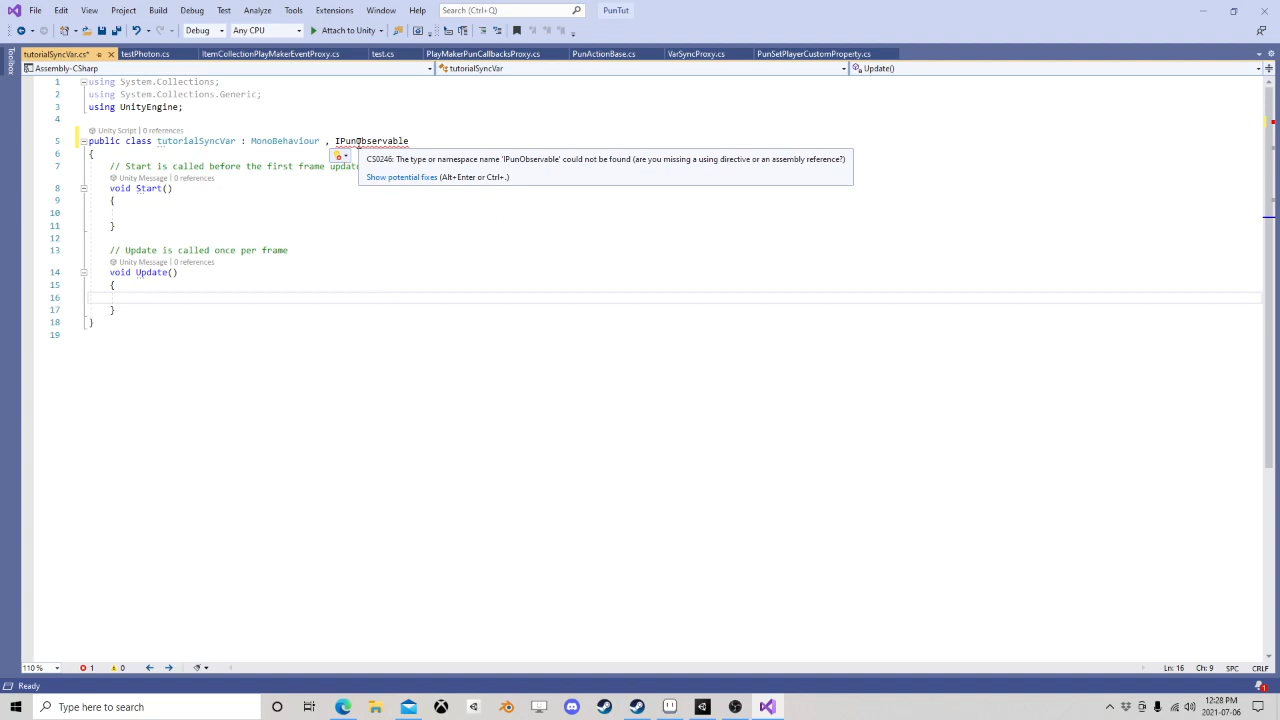 File Edit View Git Project Build Debug Test Analyze Tools Extensions Window Help Search (Ctrl+Q) PunTut
Debug Any CPU Attach to Unity
tutorialSyncVar.cs* testPhoton.cs ItemCollectionPlayMakerEventProxy.cs test.cs PlayMakerPunCallbacksProxy.cs PunActionBase.cs VarSyncProxy.cs PunSetPlayerCustomProperty.cs
Toolbox
Assembly-CSharp tutorialSyncVar Update()
1 using System.Collections;
2 using System.Collections.Generic;
3 using UnityEngine;
4
Unity Script | 0 references
5 public class tutorialSyncVar : MonoBehaviour , IPunObservable
6 {
CS0246: The type or namespace name 'IPunObservable' could not be found (are you missing a using directive or an assembly reference?)
7 // Start is called before the first frame update
Show potential fixes (Alt+Enter or Ctrl+.)
Unity Message | 0 references
8 void Start()
9 {
10
11 }
12
13 // Update is called once per frame
Unity Message | 0 references
14 void Update()
15 {
16
17 }
18 }
19
110 % 1 0 Ln: 16 Ch: 9 SPC CRLF
Ready 1
Type here to search 12:28 PM
2021-07-06